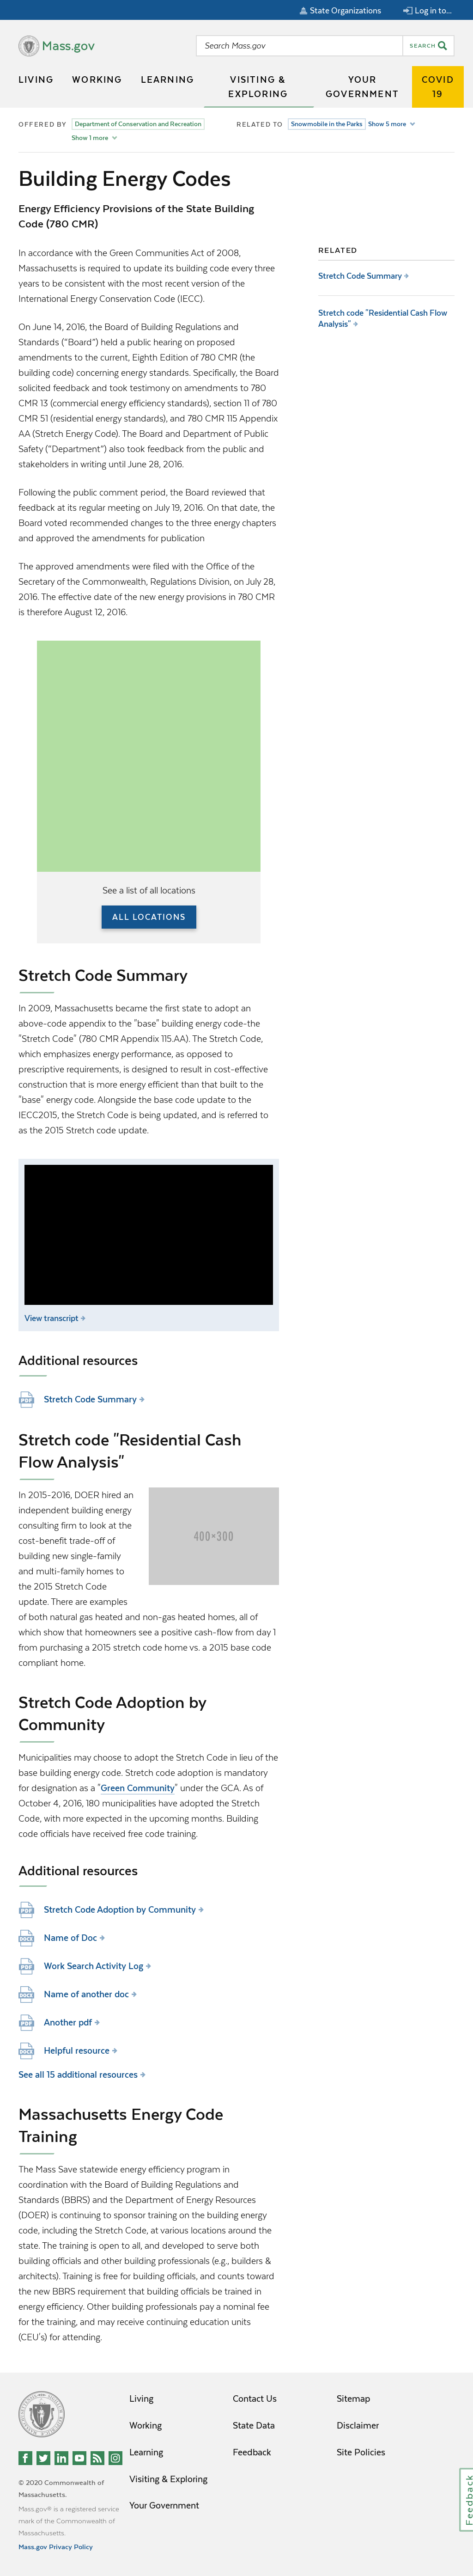 State Organizations
Log in to...
Mass.gov
Search Mass.gov
SEARCH
LIVING
WORKING
LEARNING
VISITING &
EXPLORING
YOUR
GOVERNMENT
COVID
19
OFFERED BY
Department of Conservation and Recreation
Show 1 more
RELATED TO
Snowmobile in the Parks
Show 5 more
Building Energy Codes
Energy Efficiency Provisions of the State Building
Code (780 CMR)
In accordance with the Green Communities Act of 2008,
Massachusetts is required to update its building code every three
years to be consistent with the most recent version of the
International Energy Conservation Code (IECC).
On June 14, 2016, the Board of Building Regulations and
Standards ("Board") held a public hearing on proposed
amendments to the current, Eighth Edition of 780 CMR (the
building code) concerning energy standards. Specifically, the Board
solicited feedback and took testimony on amendments to 780
CMR 13 (commercial energy efficiency standards), section 11 of 780
CMR 51 (residential energy standards), and 780 CMR 115 Appendix
AA (Stretch Energy Code). The Board and Department of Public
Safety ("Department") also took feedback from the public and
stakeholders in writing until June 28, 2016.
Following the public comment period, the Board reviewed that
feedback at its regular meeting on July 19, 2016. On that date, the
Board voted recommended changes to the three energy chapters
and approved the amendments for publication
The approved amendments were filed with the Office of the
Secretary of the Commonwealth, Regulations Division, on July 28,
2016. The effective date of the new energy provisions in 780 CMR
is therefore August 12, 2016.
RELATED
Stretch Code Summary
Stretch code "Residential Cash Flow
Analysis"
See a list of all locations
ALL LOCATIONS
Stretch Code Summary
In 2009, Massachusetts became the first state to adopt an
above-code appendix to the "base" building energy code-the
"Stretch Code" (780 CMR Appendix 115.AA). The Stretch Code,
which emphasizes energy performance, as opposed to
prescriptive requirements, is designed to result in cost-effective
construction that is more energy efficient than that built to the
"base" energy code. Alongside the base code update to the
IECC2015, the Stretch Code is being updated, and is referred to
as the 2015 Stretch code update.
View transcript
Additional resources
PDF
Stretch Code Summary
Stretch code "Residential Cash
Flow Analysis"
In 2015-2016, DOER hired an
independent building energy
consulting firm to look at the
cost-benefit trade-off of
building new single-family
and multi-family homes to
the 2015 Stretch Code
update. There are examples
of both natural gas heated and non-gas heated homes, all of
which show that homeowners see a positive cash-flow from day 1
from purchasing a 2015 stretch code home vs. a 2015 base code
compliant home.
400×300
Stretch Code Adoption by
Community
Municipalities may choose to adopt the Stretch Code in lieu of the
base building energy code. Stretch code adoption is mandatory
for designation as a "Green Community" under the GCA. As of
October 4, 2016, 180 municipalities have adopted the Stretch
Code, with more expected in the upcoming months. Building
code officials have received free code training.
Additional resources
PDF
Stretch Code Adoption by Community
DOCX
Name of Doc
PDF
Work Search Activity Log
DOCX
Name of another doc
PDF
Another pdf
DOCX
Helpful resource
See all 15 additional resources
Massachusetts Energy Code
Training
The Mass Save statewide energy efficiency program in
coordination with the Board of Building Regulations and
Standards (BBRS) and the Department of Energy Resources
(DOER) is continuing to sponsor training on the building energy
code, including the Stretch Code, at various locations around the
state. The training is open to all, and developed to serve both
building officials and other building professionals (e.g., builders &
architects). Training is free for building officials, and counts toward
the new BBRS requirement that building officials be trained in
energy efficiency. Other building professionals pay a nominal fee
for the training, and may receive continuing education units
(CEU's) for attending.
Living
Working
Learning
Visiting & Exploring
Your Government
Contact Us
State Data
Feedback
Sitemap
Disclaimer
Site Policies
© 2020 Commonwealth of
Massachusetts.
Mass.gov® is a registered service
mark of the Commonwealth of
Massachusetts.
Mass.gov Privacy Policy
Feedback